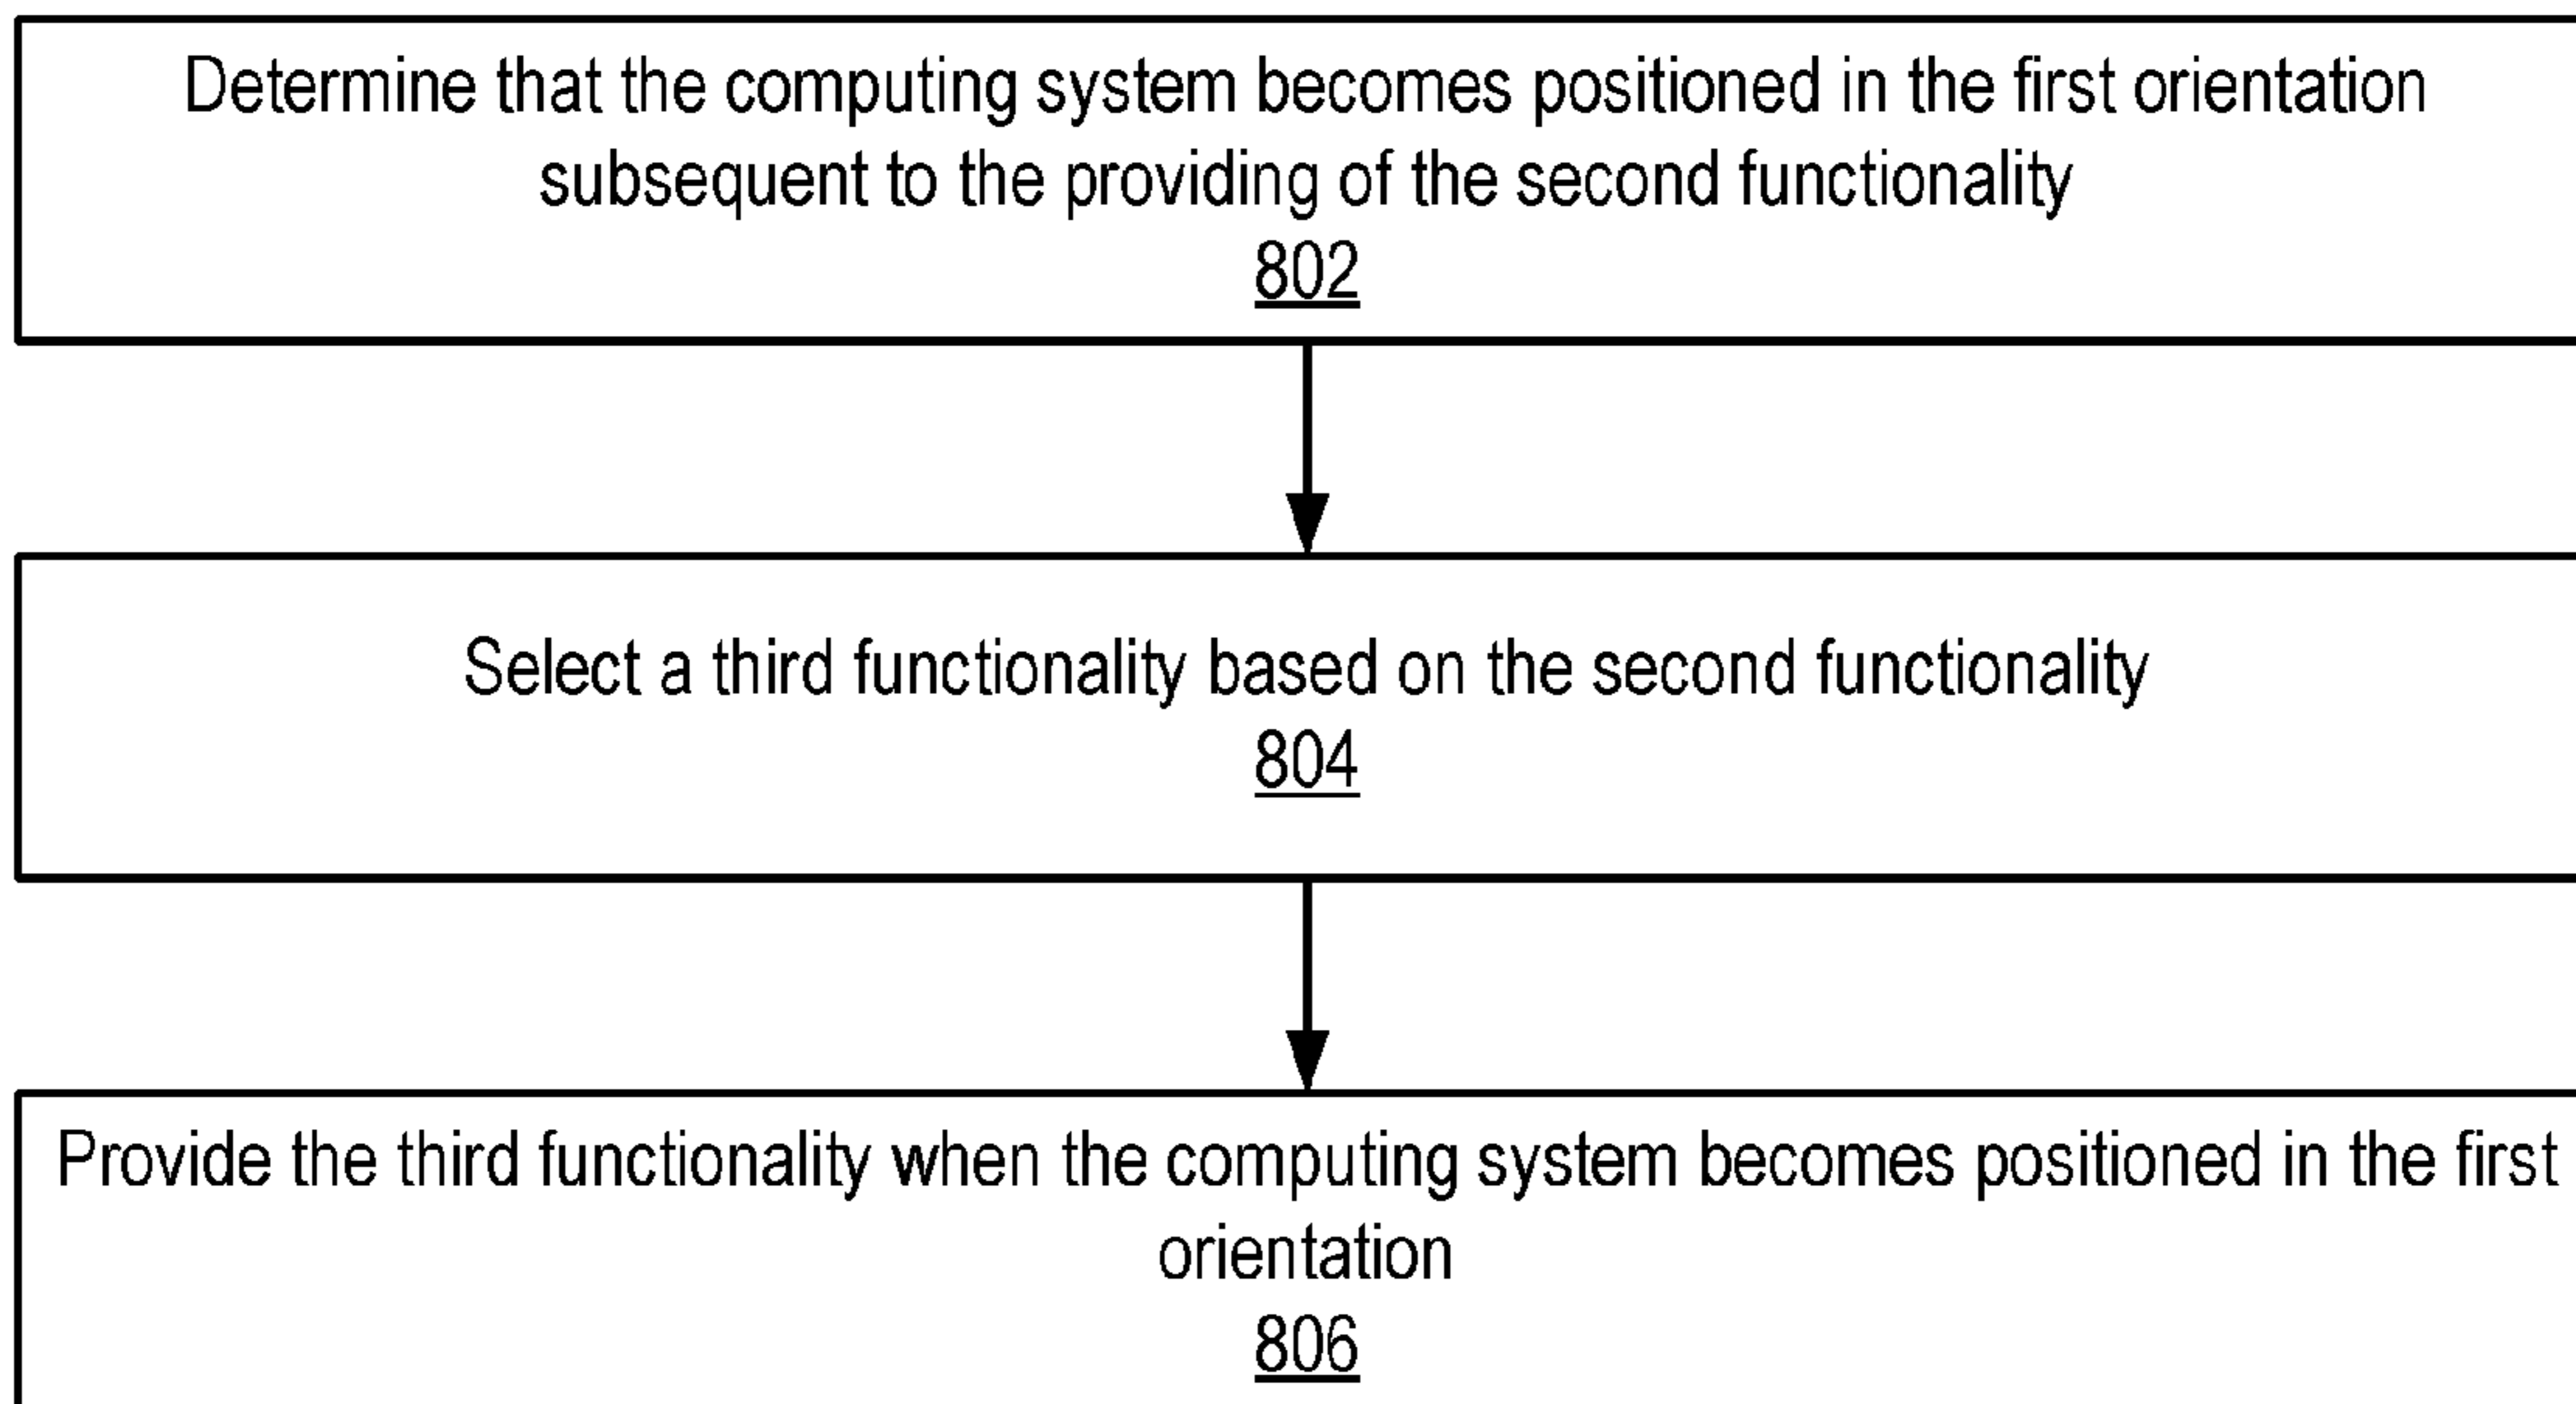 Determine that the computing system becomes positioned in the first orientation
subsequent to the providing of the second functionality
802
Select a third functionality based on the second functionality
804
Provide the third functionality when the computing system becomes positioned in the first
orientation
806